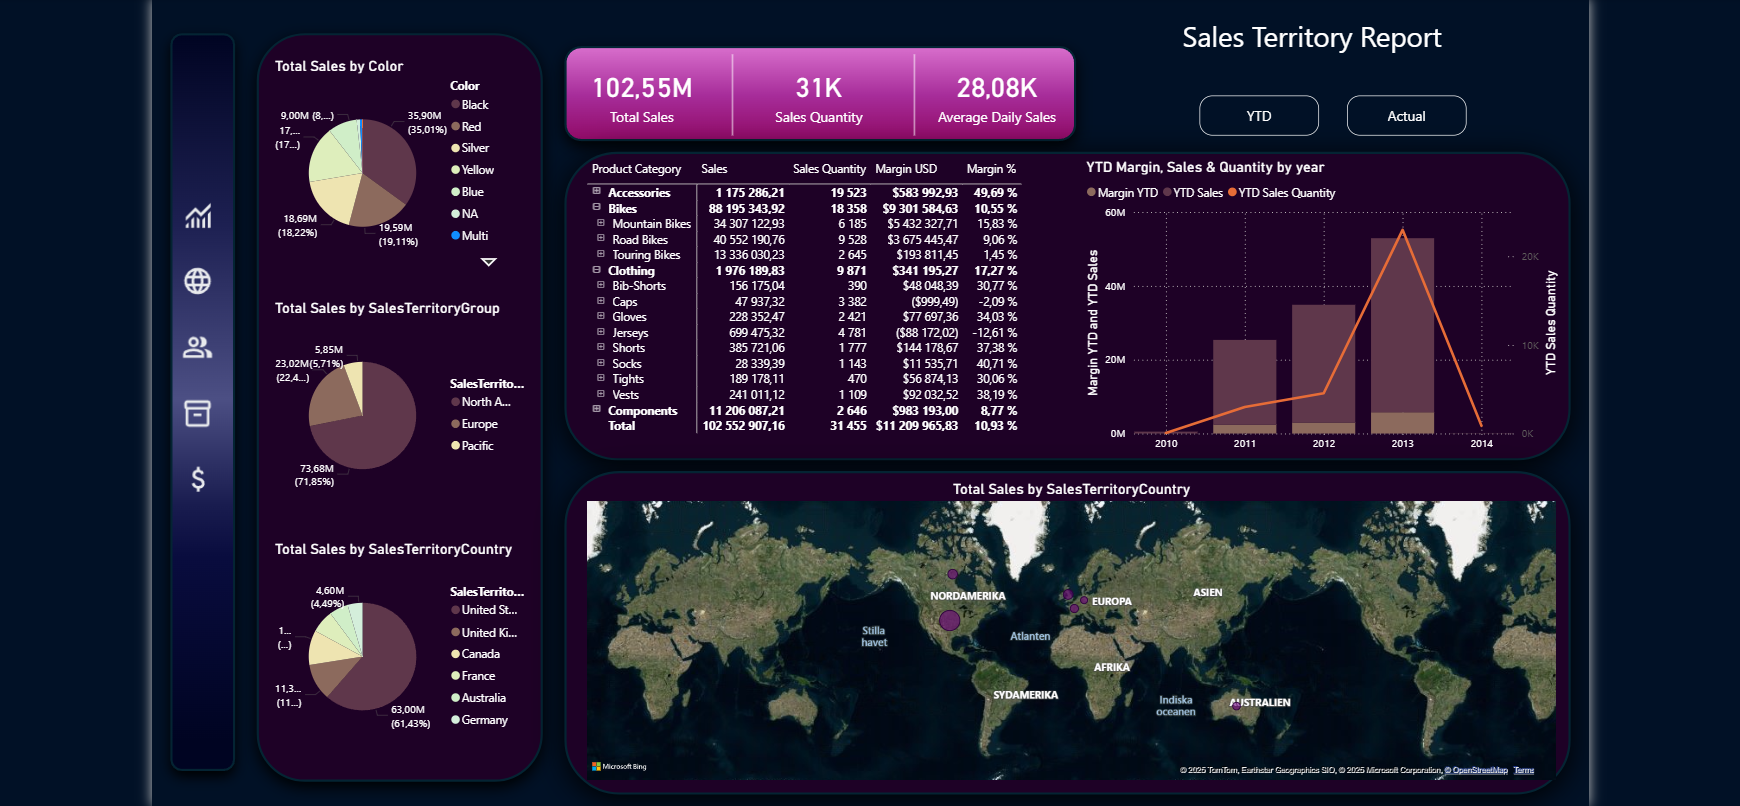 Sales Territory Report
YTD
Actual
102,55M
Total Sales
31K
Sales Quantity
28,08K
Average Daily Sales
Total Sales by Color
Color
Black
Red
Silver
Yellow
Blue
NA
Multi
9,00M (8,...)
17,...
(17...)
35,90M
(35,01%)
18,69M
(18,22%)
19,59M
(19,11%)
Total Sales by SalesTerritoryGroup
5,85M
(5,71%)
23,02M
(22,4...)
73,68M
(71,85%)
SalesTerrito...
North A...
Europe
Pacific
Total Sales by SalesTerritoryCountry
4,60M
(4,49%)
1...
(...)
11,3...
(11...)
63,00M
(61,43%)
SalesTerrito...
United St...
United Ki...
Canada
France
Australia
Germany
Product Category Sales Sales Quantity Margin USD Margin %
Accessories 1 175 286,21 19 523 $583 992,93 49,69 %
Bikes 88 195 343,92 18 358 $9 301 584,63 10,55 %
Mountain Bikes 34 307 122,93 6 185 $5 432 327,71 15,83 %
Road Bikes 40 552 190,76 9 528 $3 675 445,47 9,06 %
Touring Bikes 13 336 030,23 2 645 $193 811,45 1,45 %
Clothing 1 976 189,83 9 871 $341 195,27 17,27 %
Bib-Shorts 156 175,04 390 $48 048,39 30,77 %
Caps 47 937,32 3 382 ($999,49) -2,09 %
Gloves 228 352,47 2 421 $77 697,36 34,03 %
Jerseys 699 475,32 4 781 ($88 172,02) -12,61 %
Shorts 385 721,06 1 777 $144 178,67 37,38 %
Socks 28 339,39 1 143 $11 535,71 40,71 %
Tights 189 178,11 470 $56 874,13 30,06 %
Vests 241 011,12 1 109 $92 032,52 38,19 %
Components 11 206 087,21 2 646 $983 193,00 8,77 %
Total 102 552 907,16 31 455 $11 209 965,83 10,93 %
YTD Margin, Sales & Quantity by year
Margin YTD YTD Sales YTD Sales Quantity
Margin YTD and YTD Sales
60M
40M
20M
0M
2010 2011 2012 2013 2014
20K
10K
0K
YTD Sales Quantity
Total Sales by SalesTerritoryCountry
NORDAMERIKA
EUROPA
ASIEN
Stilla
havet
Atlanten
AFRIKA
SYDAMERIKA
Indiska
oceanen
AUSTRALIEN
Microsoft Bing
© 2025 TomTom, Earthstar Geographics SIO, © 2025 Microsoft Corporation, © OpenStreetMap Terms